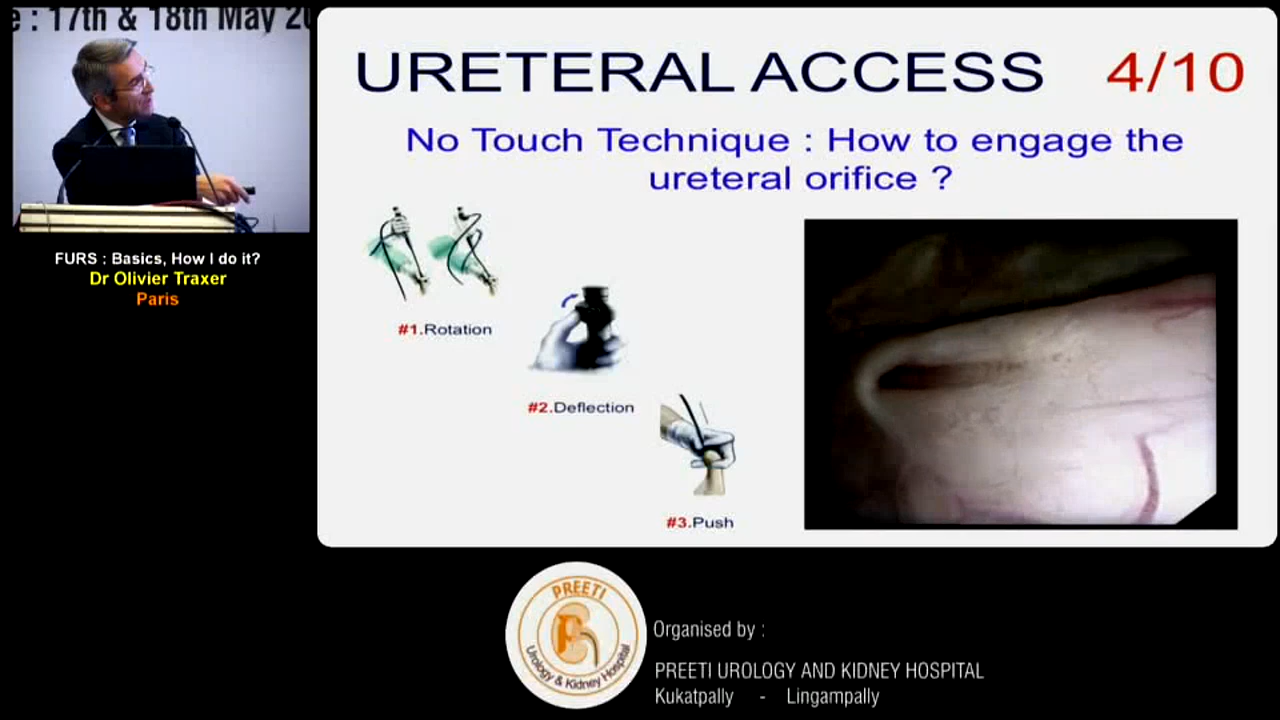 e : 17th & 18th May 20
URETERAL ACCESS 4/10
No Touch Technique : How to engage the
ureteral orifice ?
#1.Rotation
#2.Deflection
#3.Push
FURS : Basics, How I do it?
Dr Olivier Traxer
Paris
PREETI
Urology & Kidney Hospital
Organised by :
PREETI UROLOGY AND KIDNEY HOSPITAL
Kukatpally - Lingampally